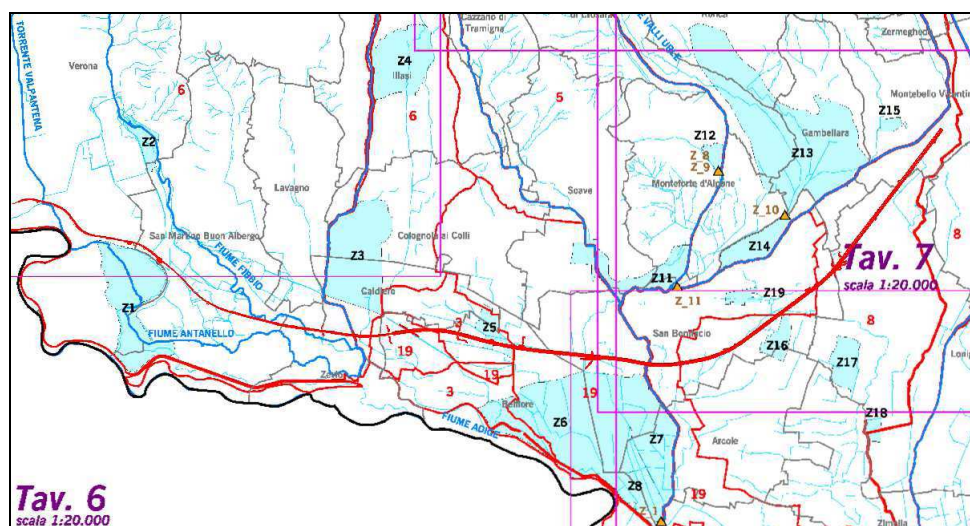 Cazzano di
Tramigna
Zermeghedo
TORRENTE VALPANTENA
Verona
Z4
Illasi
6
6
5
Z2
Z12
Z_8
Z_9
Z15
Montebello
Gambellara
Z13
Monteforte d'Alpone
Lavagno
Soave
Z_10
San Martino Buon Albergo
Colognola ai Colli
Z3
Z14
8
Tav. 7
scala 1:20.000
FIUME FIBBIO
Z11
Z_11
Z19
Caldiero
Z1
FIUME ANTANELLO
3
Z5
San Bonifacio
8
Z16
19
Z17
Zevio
19
3
19
Belfiore
Z6
FIUME ADIGE
Z18
Z7
Arcole
Z8
19
Z_1
Zimella
Tav. 6
scala 1:20.000